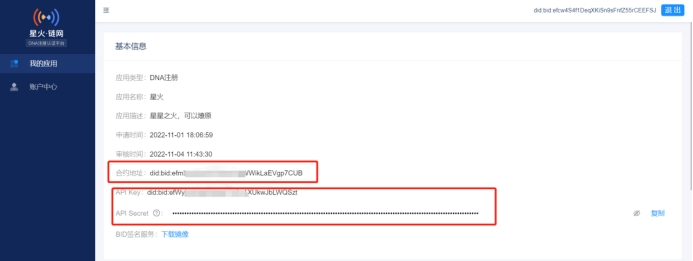 did:bid:efcw4S4f1DeqXKiSn9sFnfZ55rCEEFSJ 退出
星火·链网
DNA注册认证平台
我的应用
账户中心
基本信息
应用类型: DNA注册
应用名称: 星火
应用描述: 星星之火，可以燎原
申请时间: 2022-11-01 18:06:59
审核时间: 2022-11-04 11:43:30
合约地址: did:bid:efm WikLaEVgp7CUB
API Key: did:bid:efWy XUkwJbLWQSzt
API Secret : 复制
BID签名服务: 下载镜像